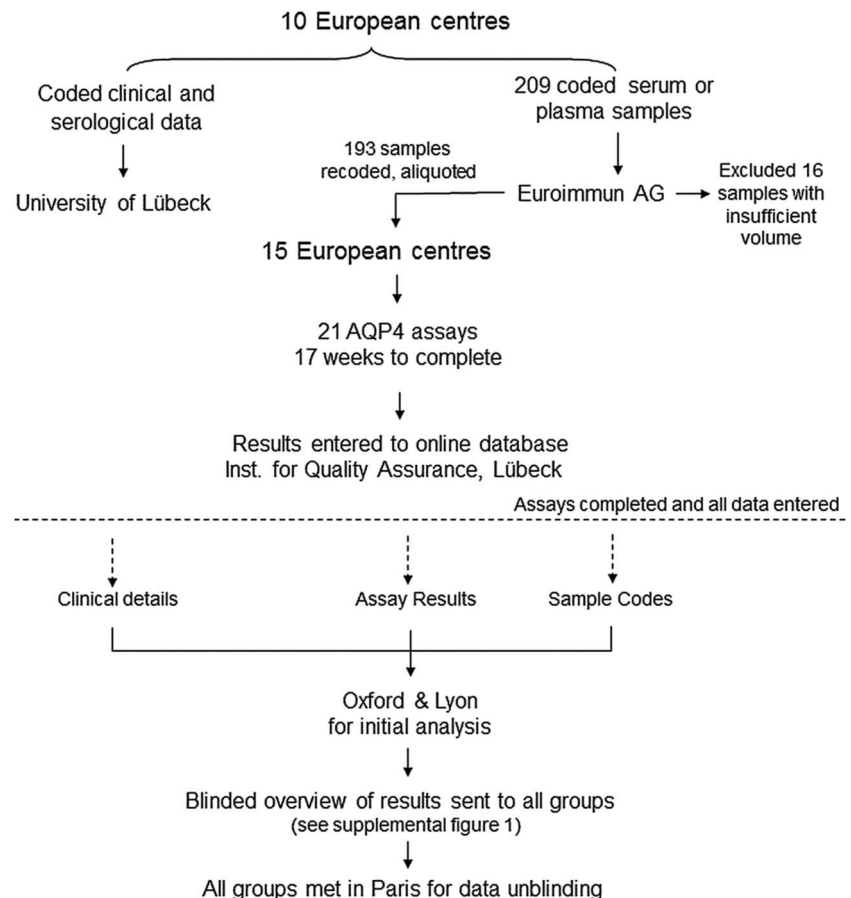 10 European centres
Coded clinical and
serological data
209 coded serum or
plasma samples
University of Lübeck
193 samples
recoded, aliquoted
Euroimmun AG
Excluded 16
samples with
insufficient
volume
15 European centres
21 AQP4 assays
17 weeks to complete
Results entered to online database
Inst. for Quality Assurance, Lübeck
Assays completed and all data entered
Clinical details
Assay Results
Sample Codes
Oxford & Lyon
for initial analysis
Blinded overview of results sent to all groups
(see supplemental figure 1)
All groups met in Paris for data unblinding